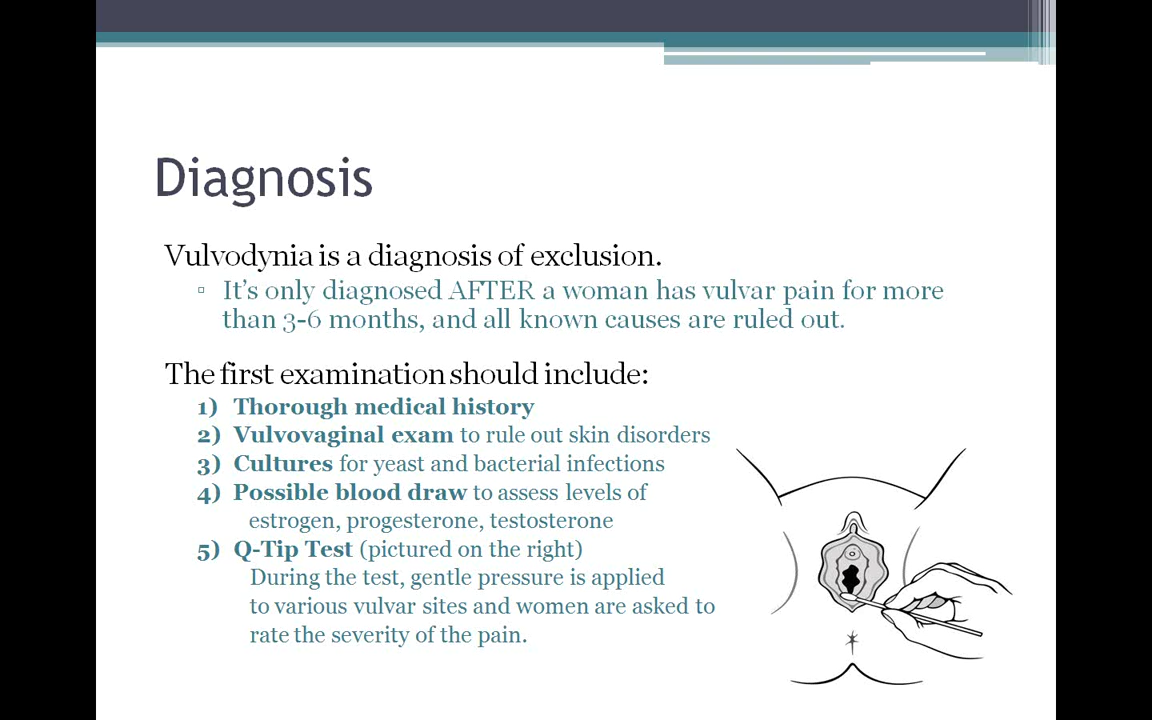 Diagnosis
Vulvodynia is a diagnosis of exclusion.
▫ It's only diagnosed AFTER a woman has vulvar pain for more
than 3-6 months, and all known causes are ruled out.
The first examination should include:
1) Thorough medical history
2) Vulvovaginal exam to rule out skin disorders
3) Cultures for yeast and bacterial infections
4) Possible blood draw to assess levels of
estrogen, progesterone, testosterone
5) Q-Tip Test (pictured on the right)
During the test, gentle pressure is applied
to various vulvar sites and women are asked to
rate the severity of the pain.